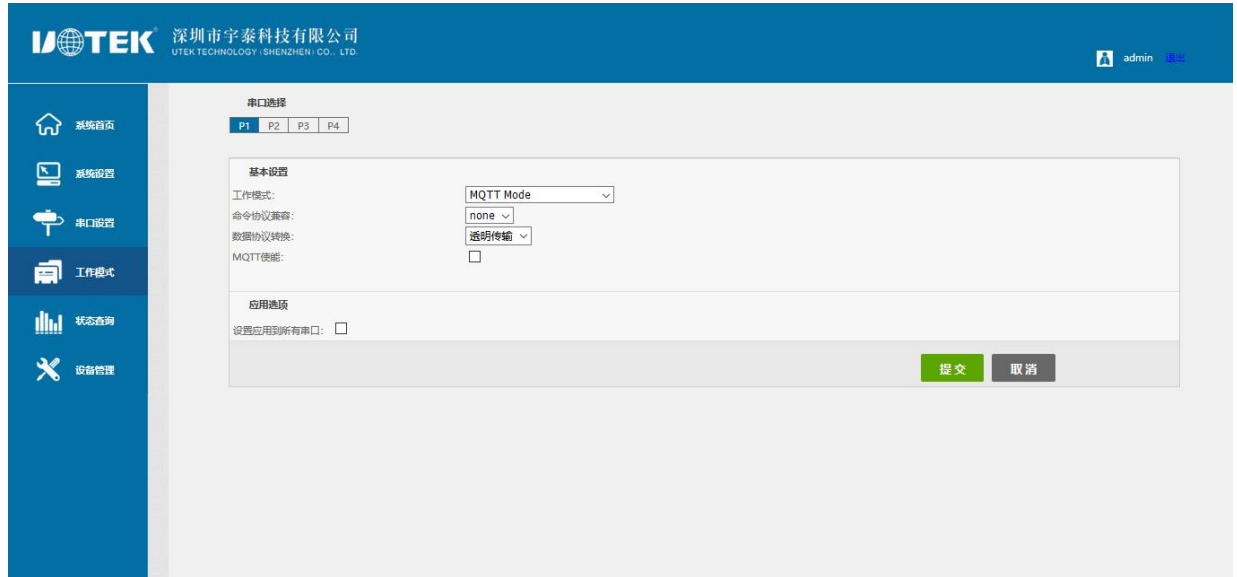 UOTEK
深圳市宇泰科技有限公司
UTEK TECHNOLOGY (SHENZHEN) CO., LTD.
admin 退出
系统首页
系统设置
串口设置
工作模式
状态查询
设备管理
串口选择
P1 P2 P3 P4
基本设置
工作模式: MQTT Mode
命令协议兼容: none
数据协议转换: 透明传输
MQTT使能:
应用选项
设置应用到所有串口:
提交 取消